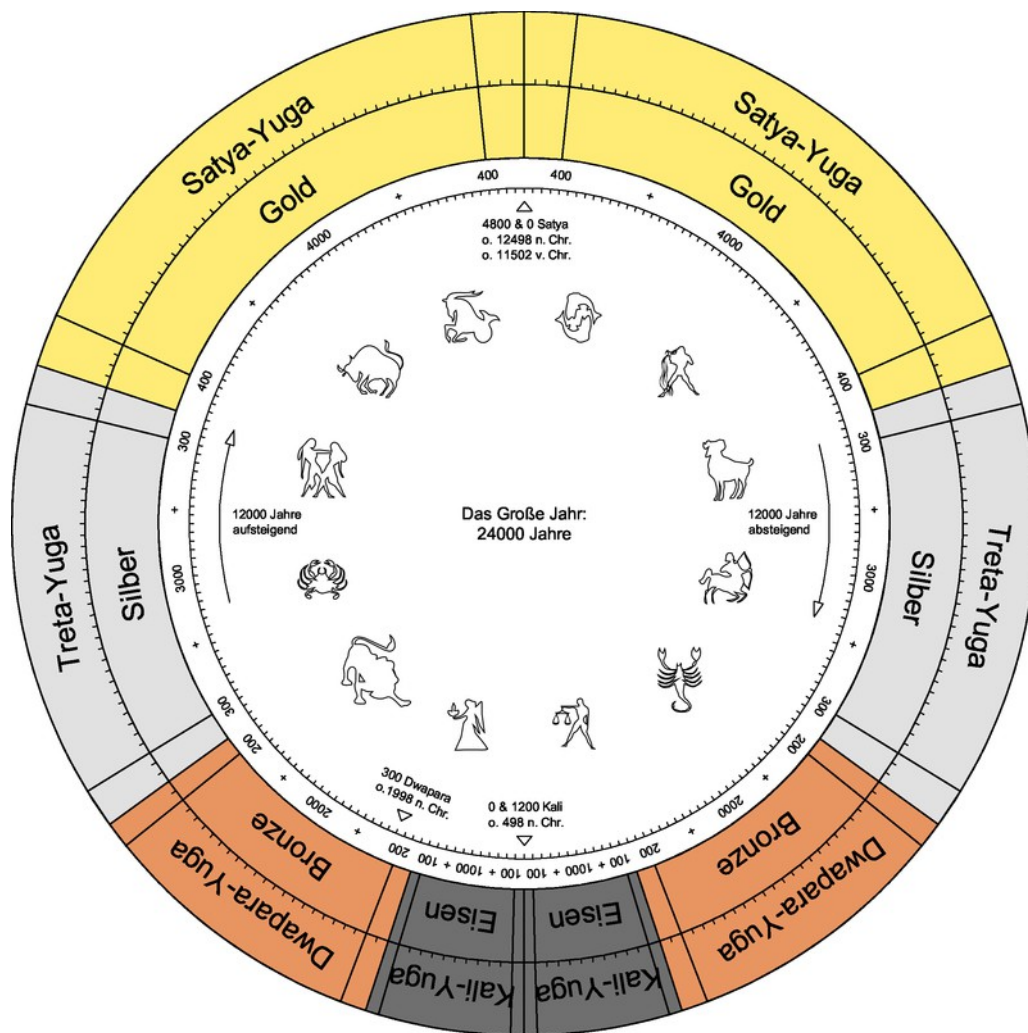 Satya-Yuga
Satya-Yuga
Gold
Gold
400
400
+
+
4000
4000
+
+
400
400
4800 & 0 Satya
o. 12498 n. Chr.
o. 11502 v. Chr.
300
300
+
+
3000
3000
+
+
300
300
Treta-Yuga
Silber
12000 Jahre
aufsteigend
Das Große Jahr:
24000 Jahre
12000 Jahre
absteigend
Silber
Treta-Yuga
200
200
+
+
2000
2000
+
+
200
200
300 Dwapara
o.1998 n. Chr.
0 & 1200 Kali
o. 498 n. Chr.
+ 100 + 1000 + 100
100 + 1000 + 100 +
Bronze
Bronze
Dwapara-Yuga
Dwapara-Yuga
Eisen
Eisen
Kali-Yuga
Kali-Yuga